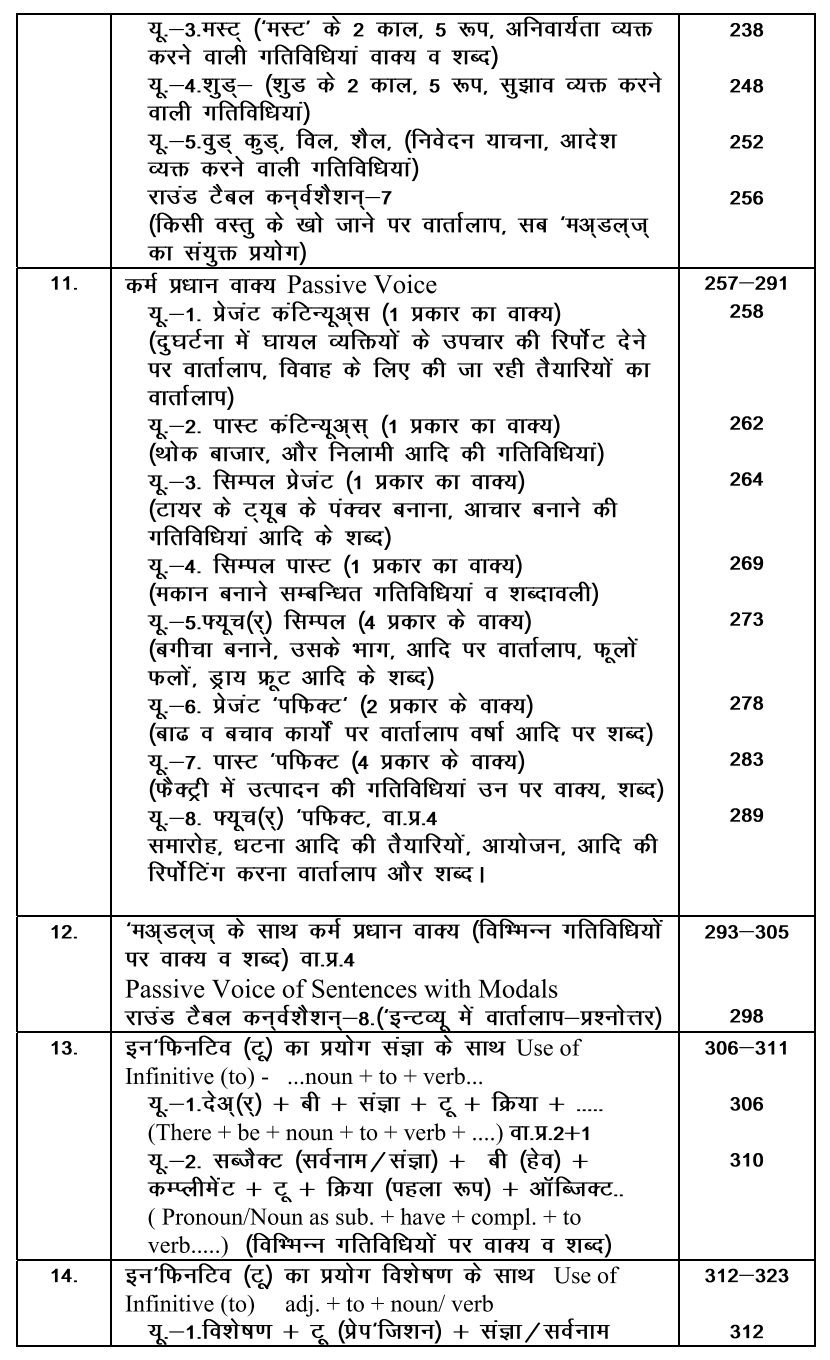 यू.–3.मस्ट् (‘मस्ट’ के 2 काल, 5 रूप, अनिवार्यता व्यक्त 238
करने वाली गतिविधियां वाक्य व शब्द)
यू.–4.शुड्– (शुड के 2 काल, 5 रूप, सुझाव व्यक्त करने 248
वाली गतिविधियां)
यू.–5.वुड् कुड्, विल, शैल, (निवेदन याचना, आदेश 252
व्यक्त करने वाली गतिविधियां)
राउंड टैबल कन्र्वशैशन्–7 256
(किसी वस्तु के खो जाने पर वार्तालाप, सब ‘मअ्डल्ज्
का संयुक्त प्रयोग)
11. कर्म प्रधान वाक्य Passive Voice 257–291
यू.–1. प्रेजंट कंटिन्यूअ्स (1 प्रकार का वाक्य) 258
(दुघर्टना में घायल व्यक्तियों के उपचार की रिर्पोट देने
पर वार्तालाप, विवाह के लिए की जा रही तैयारियों का
वार्तालाप)
यू.–2. पास्ट कंटिन्यूअ्स् (1 प्रकार का वाक्य) 262
(थोक बाजार, और निलामी आदि की गतिविधियां)
यू.–3. सिम्पल प्रेजंट (1 प्रकार का वाक्य) 264
(टायर के ट्यूब के पंक्चर बनाना, आचार बनाने की
गतिविधियां आदि के शब्द)
यू.–4. सिम्पल पास्ट (1 प्रकार का वाक्य) 269
(मकान बनाने सम्बन्धित गतिविधियां व शब्दावली)
यू.–5.फ्यूच(र्) सिम्पल (4 प्रकार के वाक्य) 273
(बगीचा बनाने, उसके भाग, आदि पर वार्तालाप, फूलों
फलों, ड्राय फ्रूट आदि के शब्द)
यू.–6. प्रेजंट ‘पफिक्ट’ (2 प्रकार के वाक्य) 278
(बाढ व बचाव कार्यों पर वार्तालाप वर्षा आदि पर शब्द)
यू.–7. पास्ट ‘पफिक्ट (4 प्रकार के वाक्य) 283
(फैक्ट्री में उत्पादन की गतिविधियां उन पर वाक्य, शब्द)
यू.–8. फ्यूच(र्) ‘पफिक्ट, वा.प्र.4 289
समारोह, धटना आदि की तैयारियों, आयोजन, आदि की
रिर्पोटिंग करना वार्तालाप और शब्द।
12. ‘मअ्डल्ज् के साथ कर्म प्रधान वाक्य (विभ्भिन्न गतिविधियों 293–305
पर वाक्य व शब्द) वा.प्र.4
Passive Voice of Sentences with Modals
राउंड टैबल कन्र्वशैशन्–8.(‘इन्टव्यू में वार्तालाप–प्रश्नोत्तर) 298
13. इन‘फिनटिव (टू) का प्रयोग संज्ञा के साथ Use of 306–311
Infinitive (to) - ...noun + to + verb...
यू.–1.देअ्(र्) + बी + संज्ञा + टू + क्रिया + ..... 306
(There + be + noun + to + verb + ....) वा.प्र.2+1
यू.–2. सब्जैक्ट (सर्वनाम/संज्ञा) + बी (हेव) + 310
कम्प्लीमेंट + टू + क्रिया (पहला रूप) + ऑब्जिक्ट..
( Pronoun/Noun as sub. + have + compl. + to
verb.....) (विभ्भिन्न गतिविधियों पर वाक्य व शब्द)
14. इन‘फिनटिव (टू) का प्रयोग विशेषण के साथ Use of 312–323
Infinitive (to) adj. + to + noun/ verb
यू.–1.विशेषण + टू (प्रेप‘जिशन) + संज्ञा/सर्वनाम 312